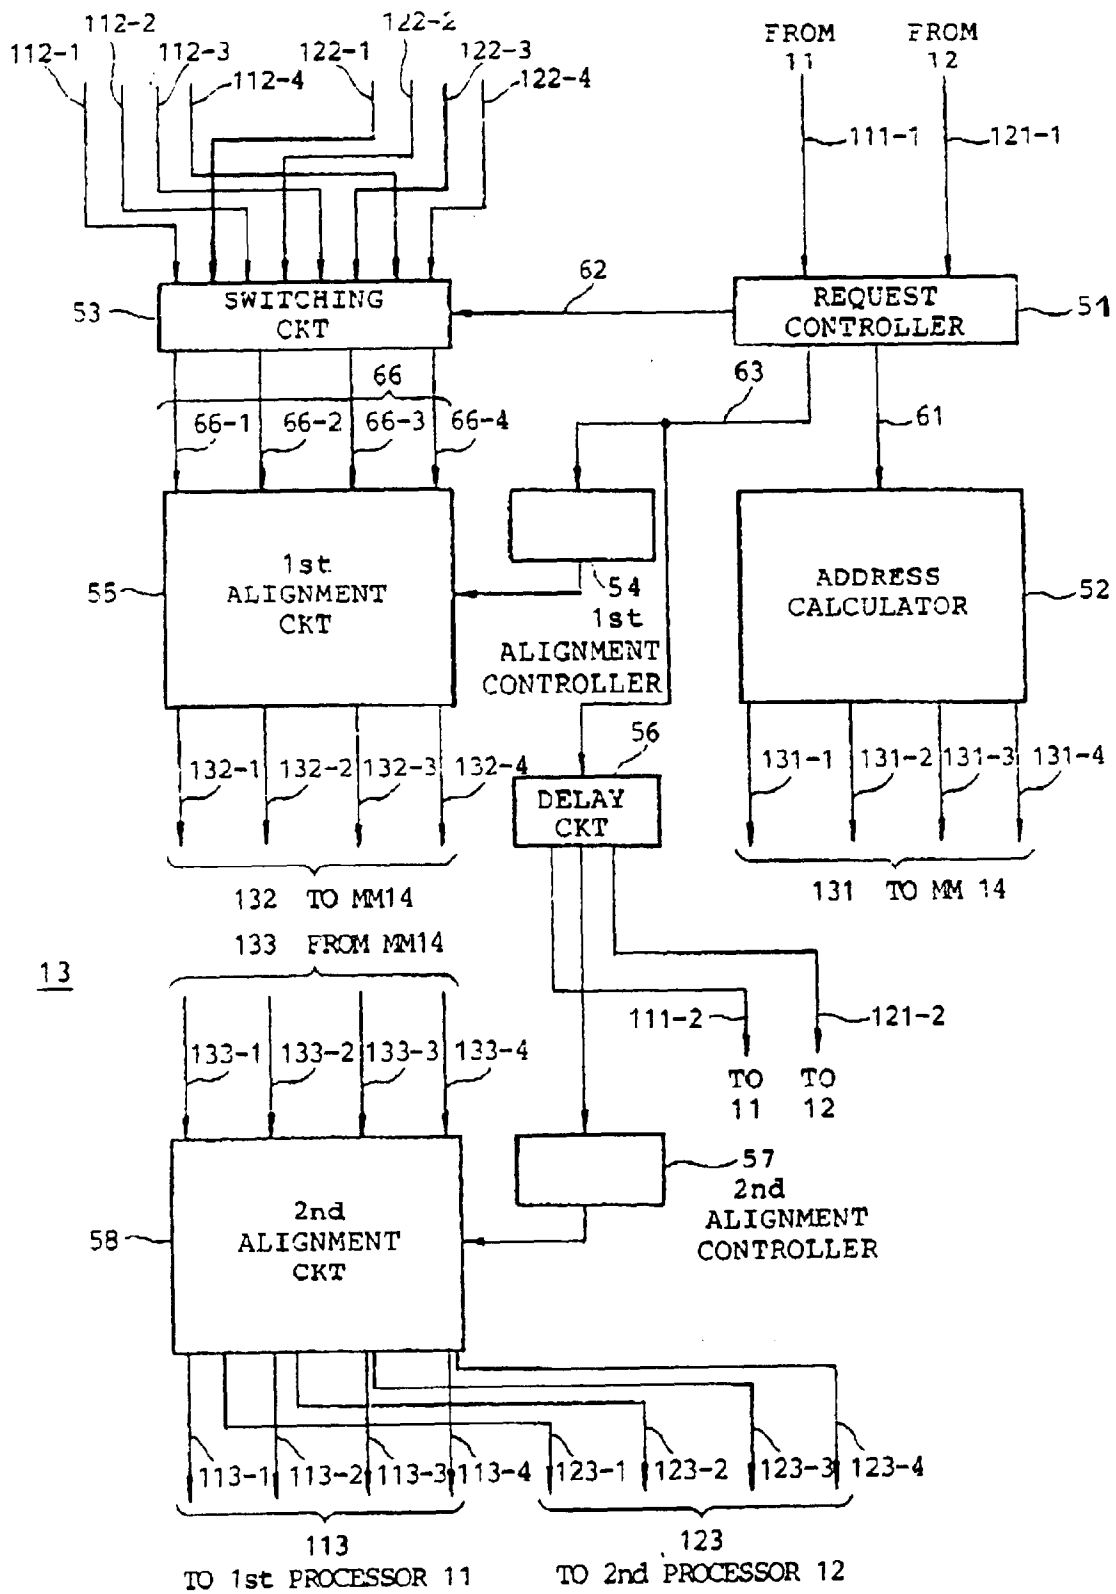 112-1
112-2
112-3
112-4
122-1
122-2
122-3
122-4
FROM
11
FROM
12
111-1
121-1
53
SWITCHING
CKT
62
REQUEST
CONTROLLER
51
66
66-1
66-2
66-3
66-4
63
61
55
1st
ALIGNMENT
CKT
54
1st
ALIGNMENT
CONTROLLER
ADDRESS
CALCULATOR
52
132-1
132-2
132-3
132-4
56
DELAY
CKT
131-1
131-2
131-3
131-4
132 TO MM14
131 TO MM 14
133 FROM MM14
13
133-1
133-2
133-3
133-4
111-2
121-2
TO
11
TO
12
58
2nd
ALIGNMENT
CKT
57
2nd
ALIGNMENT
CONTROLLER
113-1
113-2
113-3
113-4
123-1
123-2
123-3
123-4
113
TO 1st PROCESSOR 11
123
TO 2nd PROCESSOR 12